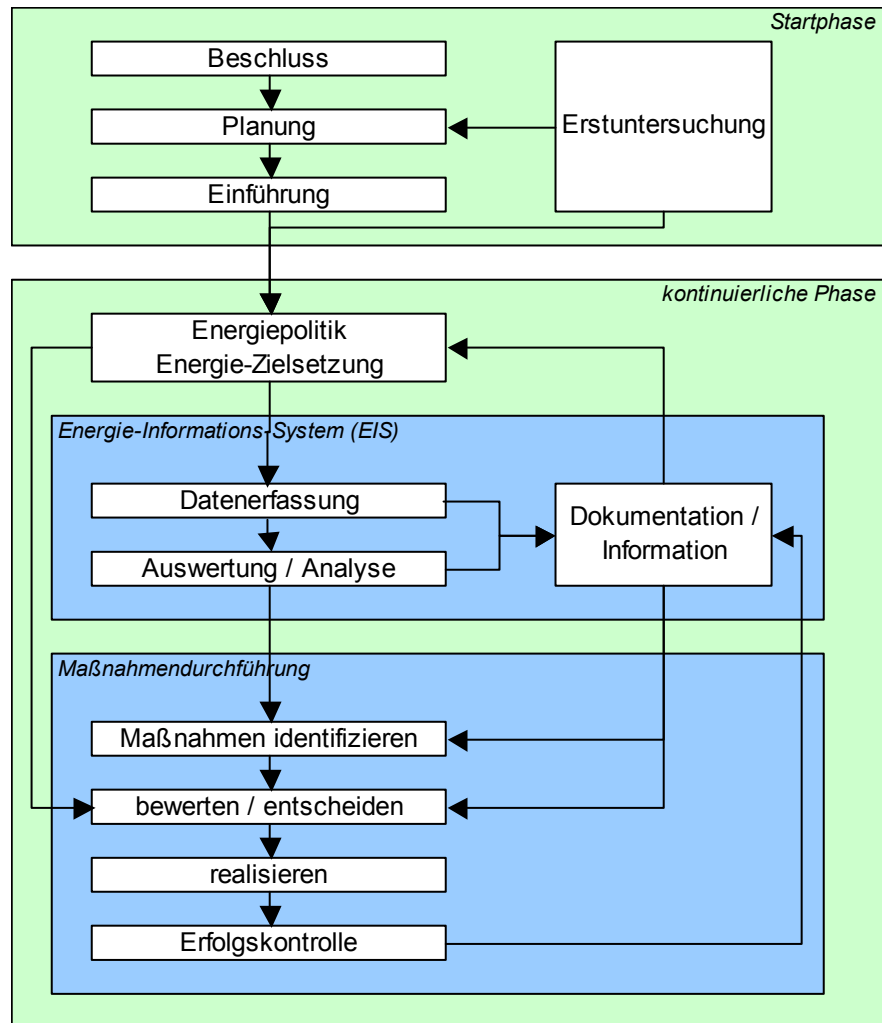 Startphase
Beschluss
Planung
Erstuntersuchung
Einführung
kontinuierliche Phase
Energiepolitik
Energie-Zielsetzung
Energie-Informations-System (EIS)
Datenerfassung
Dokumentation /
Information
Auswertung / Analyse
Maßnahmendurchführung
Maßnahmen identifizieren
bewerten / entscheiden
realisieren
Erfolgskontrolle